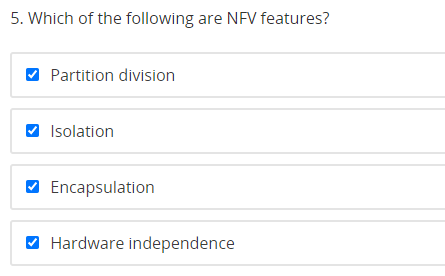 5. Which of the following are NFV features?
Partition division
Isolation
Encapsulation
Hardware independence